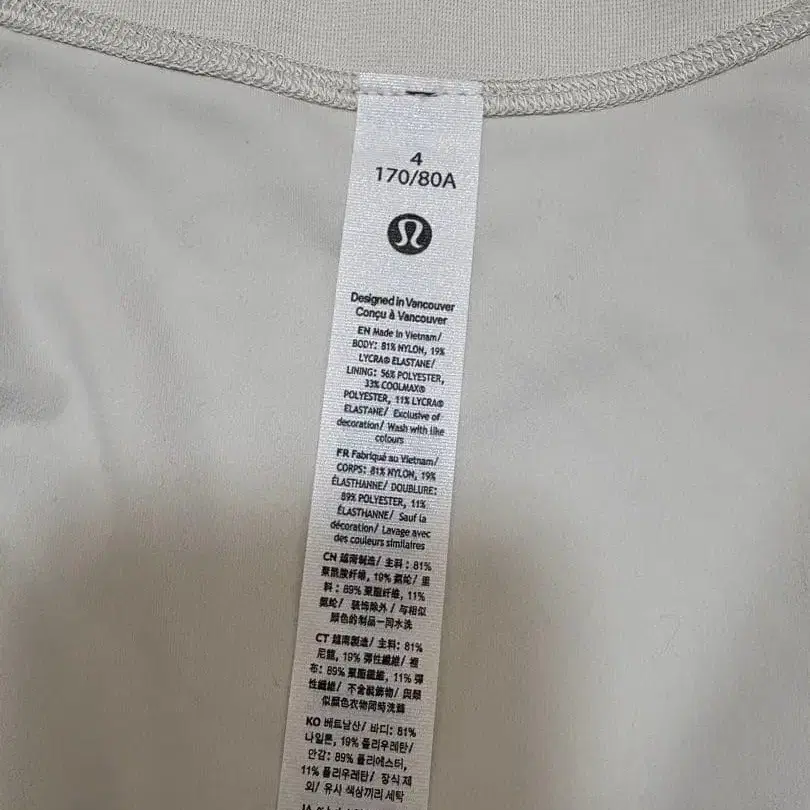 4
170/80A
Designed in Vancouver
Conçu à Vancouver
EN Made in Vietnam/
BODY: 81% NYLON, 19%
LYCRA® ELASTANE/
LINING: 56% POLYESTER,
33% COOLMAX®
POLYESTER, 11% LYCRA®
ELASTANE/ Exclusive of
decoration/ Wash with like
colours
FR Fabriqué au Vietnam/
CORPS: 81% NYLON, 19%
ÉLASTHANNE/ DOUBLURE:
89% POLYESTER, 11%
ÉLASTHANNE/ Sauf la
décoration/ Lavage avec
des couleurs similaires
CN 越南制造/ 主料: 81%
聚酰胺纤维, 19% 氨纶/ 里
料: 89% 聚酯纤维, 11%
氨纶/ 装饰除外/ 与相似
颜色的制品一同水洗
CT 越南製造/ 主料: 81%
尼龍, 19% 彈性纖維/ 裡
布: 89% 聚酯纖維, 11% 彈
性纖維/ 不含裝飾物/ 與類
似顏色衣物同時洗滌
KO 베트남산/ 바디: 81%
나일론, 19% 폴리우레탄/
안감: 89% 폴리에스터,
11% 폴리우레탄/ 장식 제
외/ 유사 색상끼리 세탁